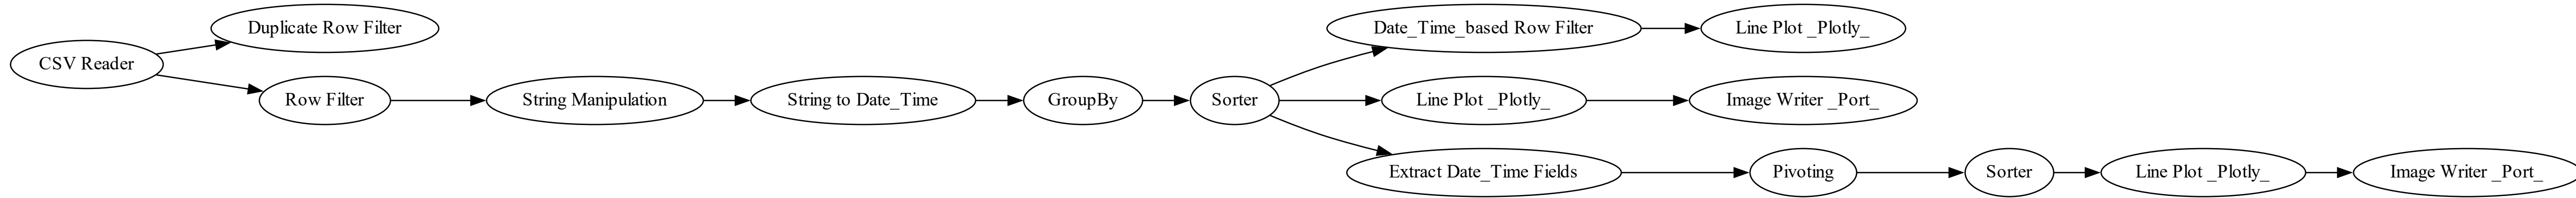 CSV Reader
Duplicate Row Filter
Row Filter
String Manipulation
String to Date_Time
GroupBy
Sorter
Date_Time_based Row Filter
Line Plot _Plotly_
Line Plot _Plotly_
Image Writer _Port_
Extract Date_Time Fields
Pivoting
Sorter
Line Plot _Plotly_
Image Writer _Port_